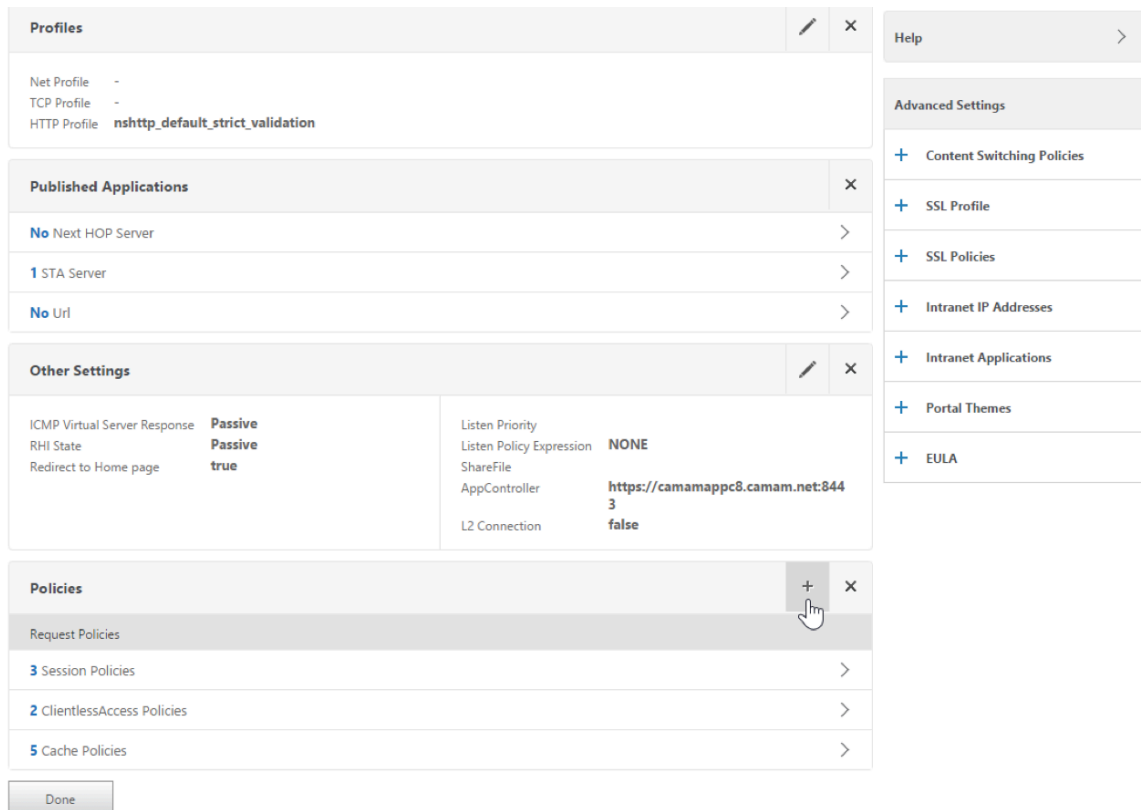 Profiles
Net Profile -
TCP Profile -
HTTP Profile nshttp_default_strict_validation
Published Applications
No Next HOP Server
1 STA Server
No Url
Other Settings
ICMP Virtual Server Response Passive
RHI State Passive
Redirect to Home page true
Listen Priority
Listen Policy Expression NONE
ShareFile
AppController https://camamappc8.camam.net:844
3
L2 Connection false
Policies
Request Policies
3 Session Policies
2 ClientlessAccess Policies
5 Cache Policies
Done
Help
Advanced Settings
Content Switching Policies
SSL Profile
SSL Policies
Intranet IP Addresses
Intranet Applications
Portal Themes
EULA